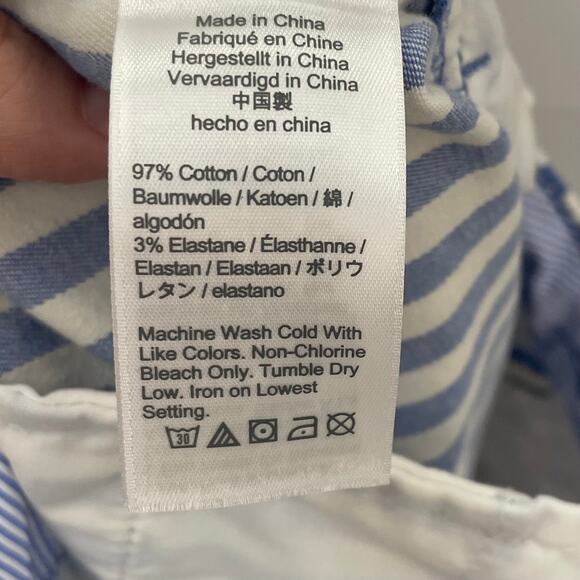 Made in China
Fabriqué en Chine
Hergestellt in China
Vervaardigd in China
中国製
hecho en china
97% Cotton / Coton /
Baumwolle / Katoen / 綿 /
algodón
3% Elastane / Élasthanne /
Elastan / Elastaan / ポリウ
レタン / elastano
Machine Wash Cold With
Like Colors. Non-Chlorine
Bleach Only. Tumble Dry
Low. Iron on Lowest
Setting.
30